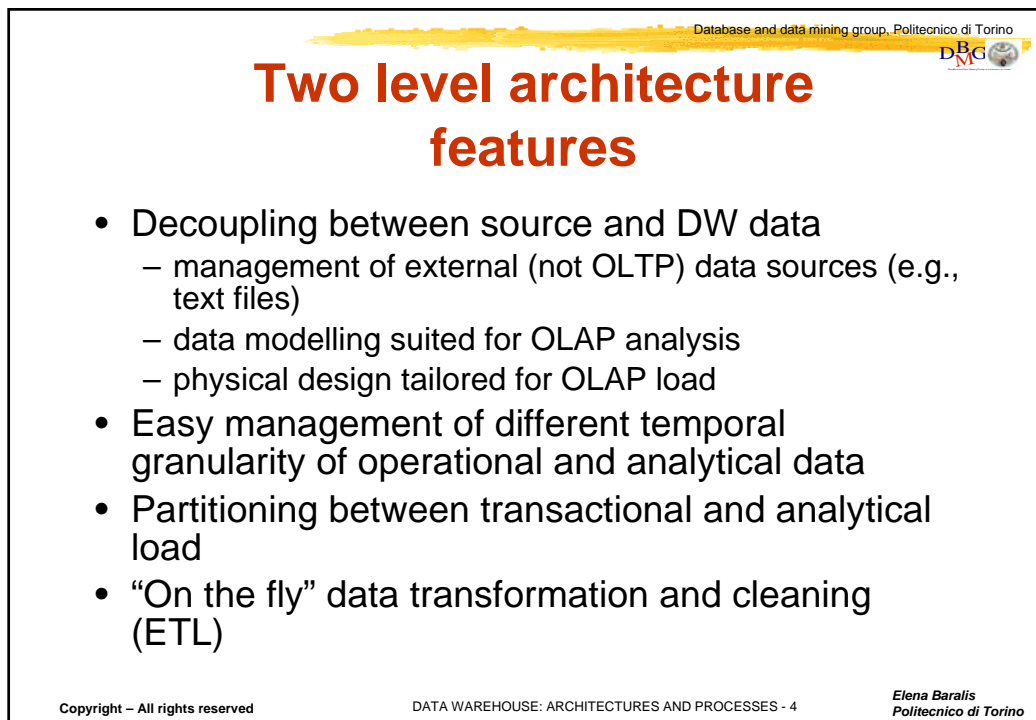 Database and data mining group, Politecnico di Torino
DBMG
Two level architecture
features
• Decoupling between source and DW data
– management of external (not OLTP) data sources (e.g.,
text files)
– data modelling suited for OLAP analysis
– physical design tailored for OLAP load
• Easy management of different temporal
granularity of operational and analytical data
• Partitioning between transactional and analytical
load
• “On the fly” data transformation and cleaning
(ETL)
Copyright – All rights reserved
DATA WAREHOUSE: ARCHITECTURES AND PROCESSES - 4
Elena Baralis
Politecnico di Torino